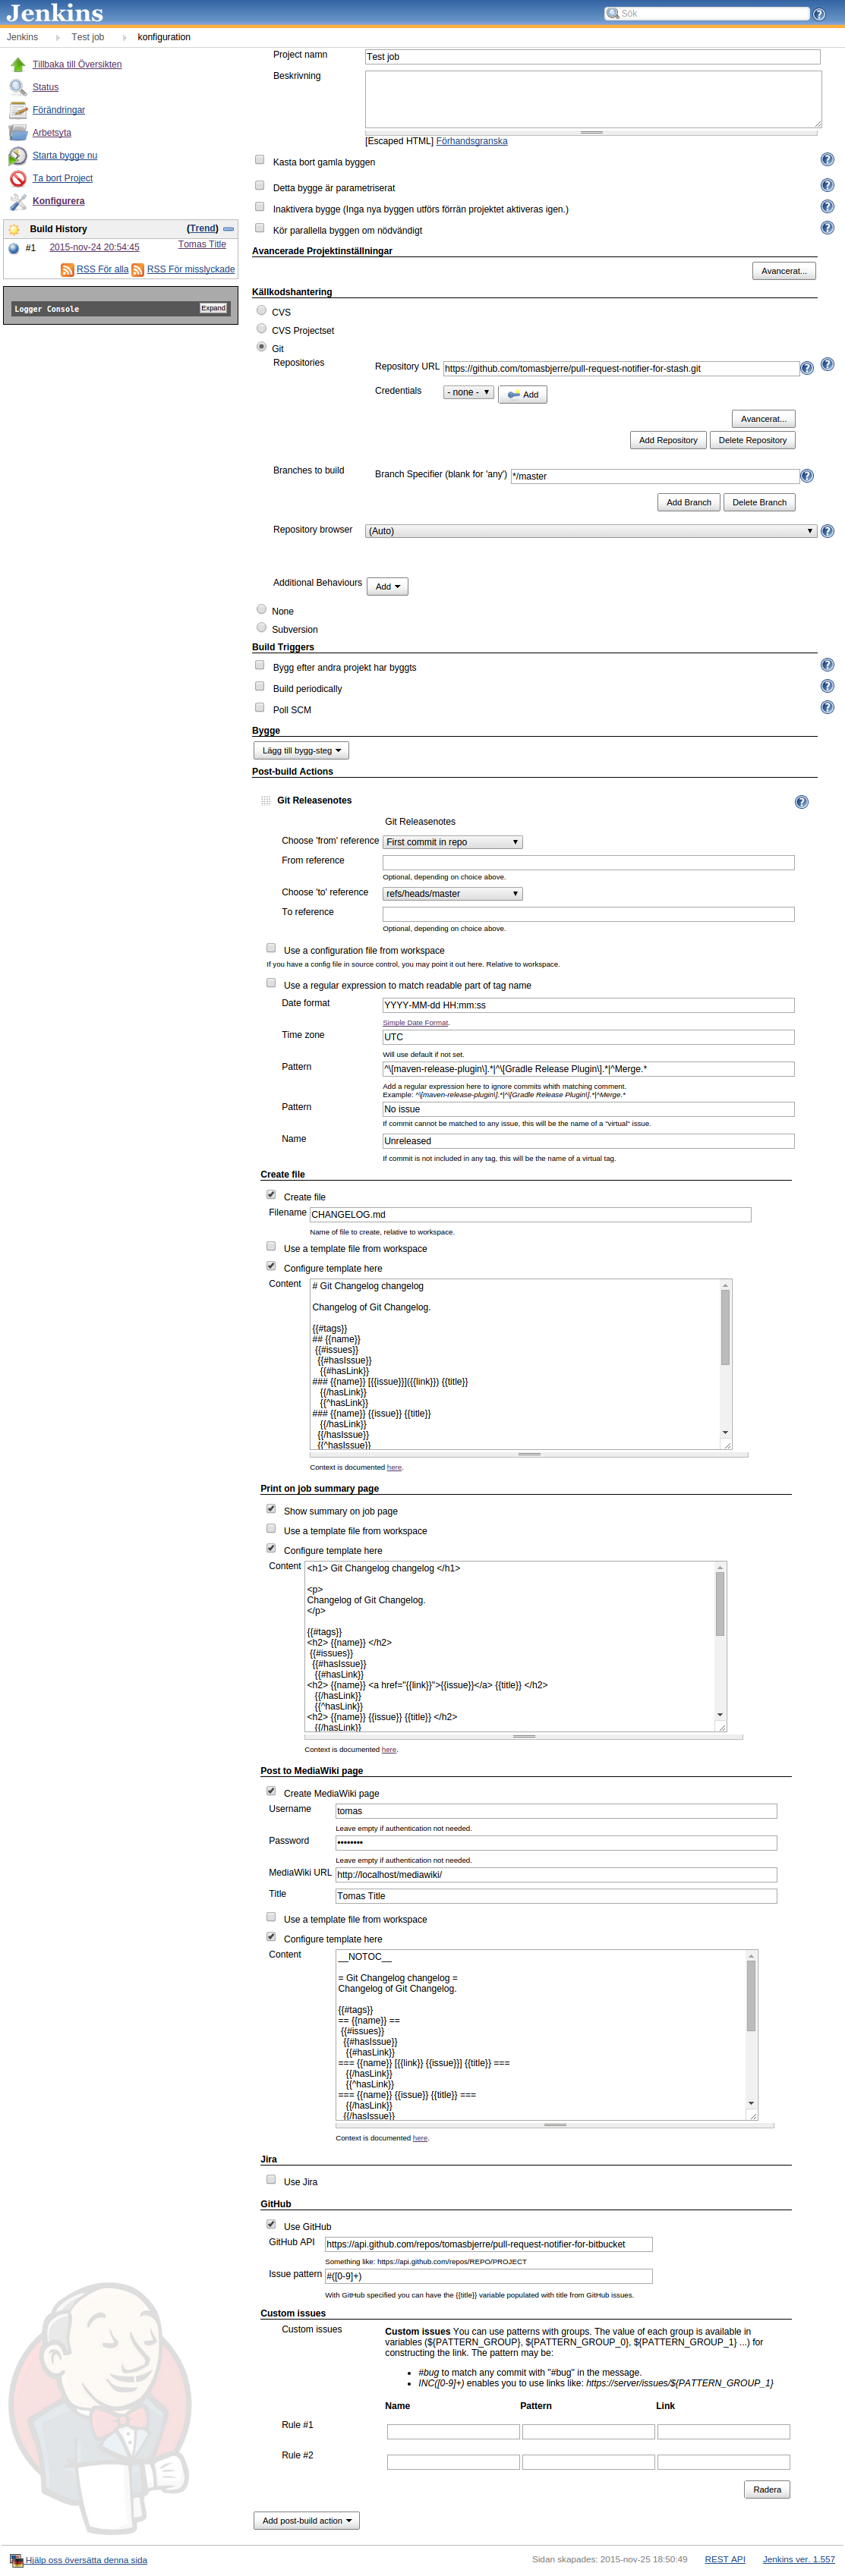 Jenkins
Sök
Jenkins
Test job
konfiguration
Tillbaka till Översikten
Status
Förändringar
Arbetsyta
Starta bygge nu
Ta bort Project
Konfigurera
Build History
(Trend)
#1
2015-nov-24 20:54:45
Tomas Title
RSS För alla
RSS För misslyckade
Logger Console
Expand
Project namn
Test job
Beskrivning
[Escaped HTML] Förhandsgranska
Kasta bort gamla byggen
Detta bygge är parametriserat
Inaktivera bygge (Inga nya byggen utförs förrän projektet aktiveras igen.)
Kör parallella byggen om nödvändigt
Avancerade Projektinställningar
Avancerat...
Källkodshantering
CVS
CVS Projectset
Git
Repositories
Repository URL
https://github.com/tomasbjerre/pull-request-notifier-for-stash.git
Credentials
- none -
Add
Avancerat...
Add Repository
Delete Repository
Branches to build
Branch Specifier (blank for 'any')
*/master
Add Branch
Delete Branch
Repository browser
(Auto)
Additional Behaviours
Add
None
Subversion
Build Triggers
Bygg efter andra projekt har byggts
Build periodically
Poll SCM
Bygge
Lägg till bygg-steg
Post-build Actions
Git Releasenotes
Git Releasenotes
Choose 'from' reference
First commit in repo
From reference
Optional, depending on choice above.
Choose 'to' reference
refs/heads/master
To reference
Optional, depending on choice above.
Use a configuration file from workspace
If you have a config file in source control, you may point it out here. Relative to workspace.
Use a regular expression to match readable part of tag name
Date format
YYYY-MM-dd HH:mm:ss
Simple Date Format.
Time zone
UTC
Will use default if not set.
Pattern
^\[maven-release-plugin\].*|^\[Gradle Release Plugin\].*|^Merge.*
Add a regular expression here to ignore commits whith matching comment.
Example: ^\[maven-release-plugin\].*|^\[Gradle Release Plugin\].*|^Merge.*
Pattern
No issue
If commit cannot be matched to any issue, this will be the name of a "virtual" issue.
Name
Unreleased
If commit is not included in any tag, this will be the name of a virtual tag.
Create file
Create file
Filename
CHANGELOG.md
Name of file to create, relative to workspace.
Use a template file from workspace
Configure template here
Content
# Git Changelog changelog
Changelog of Git Changelog.
{{#tags}}
## {{name}}
{{#issues}}
{{#hasIssue}}
{{#hasLink}}
### {{name}} [{{issue}}]({{link}}) {{title}}
{{/hasLink}}
{{^hasLink}}
### {{name}} {{issue}} {{title}}
{{/hasLink}}
{{/hasIssue}}
{{^hasIssue}}
Context is documented here.
Print on job summary page
Show summary on job page
Use a template file from workspace
Configure template here
Content
<h1> Git Changelog changelog </h1>
<p>
Changelog of Git Changelog.
</p>
{{#tags}}
<h2> {{name}} </h2>
{{#issues}}
{{#hasIssue}}
{{#hasLink}}
<h2> {{name}} <a href="{{link}}">{{issue}}</a> {{title}} </h2>
{{/hasLink}}
{{^hasLink}}
<h2> {{name}} {{issue}} {{title}} </h2>
{{/hasLink}}
Context is documented here.
Post to MediaWiki page
Create MediaWiki page
Username
tomas
Leave empty if authentication not needed.
Password
••••••••
Leave empty if authentication not needed.
MediaWiki URL
http://localhost/mediawiki/
Title
Tomas Title
Use a template file from workspace
Configure template here
Content
__NOTOC__
= Git Changelog changelog =
Changelog of Git Changelog.
{{#tags}}
== {{name}} ==
{{#issues}}
{{#hasIssue}}
{{#hasLink}}
=== {{name}} [{{link}} {{issue}}] {{title}} ===
{{/hasLink}}
{{^hasLink}}
=== {{name}} {{issue}} {{title}} ===
{{/hasLink}}
{{/hasIssue}}
Context is documented here.
Jira
Use Jira
GitHub
Use GitHub
GitHub API
https://api.github.com/repos/tomasbjerre/pull-request-notifier-for-bitbucket
Something like: https://api.github.com/repos/REPO/PROJECT
Issue pattern
#([0-9]+)
With GitHub specified you can have the {{title}} variable populated with title from GitHub issues.
Custom issues
Custom issues
Custom issues You can use patterns with groups. The value of each group is available in
variables (${PATTERN_GROUP}, ${PATTERN_GROUP_0}, ${PATTERN_GROUP_1} ...) for
constructing the link. The pattern may be:
• #bug to match any commit with "#bug" in the message.
• INC([0-9]+) enables you to use links like: https://server/issues/${PATTERN_GROUP_1}
Name
Pattern
Link
Rule #1
Rule #2
Radera
Add post-build action
Hjälp oss översätta denna sida
Sidan skapades: 2015-nov-25 18:50:49
REST API
Jenkins ver. 1.557